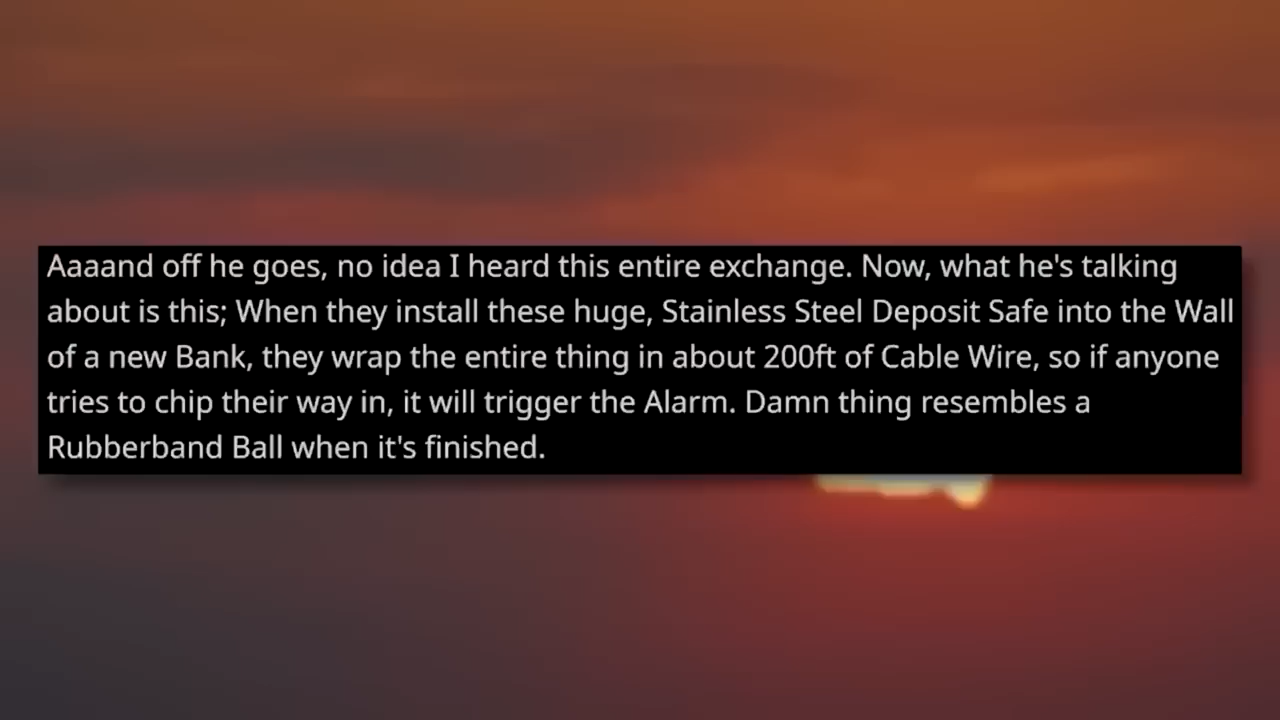 Aaaand off he goes, no idea I heard this entire exchange. Now, what he's talking
about is this; When they install these huge, Stainless Steel Deposit Safe into the Wall
of a new Bank, they wrap the entire thing in about 200ft of Cable Wire, so if anyone
tries to chip their way in, it will trigger the Alarm. Damn thing resembles a
Rubberband Ball when it's finished.